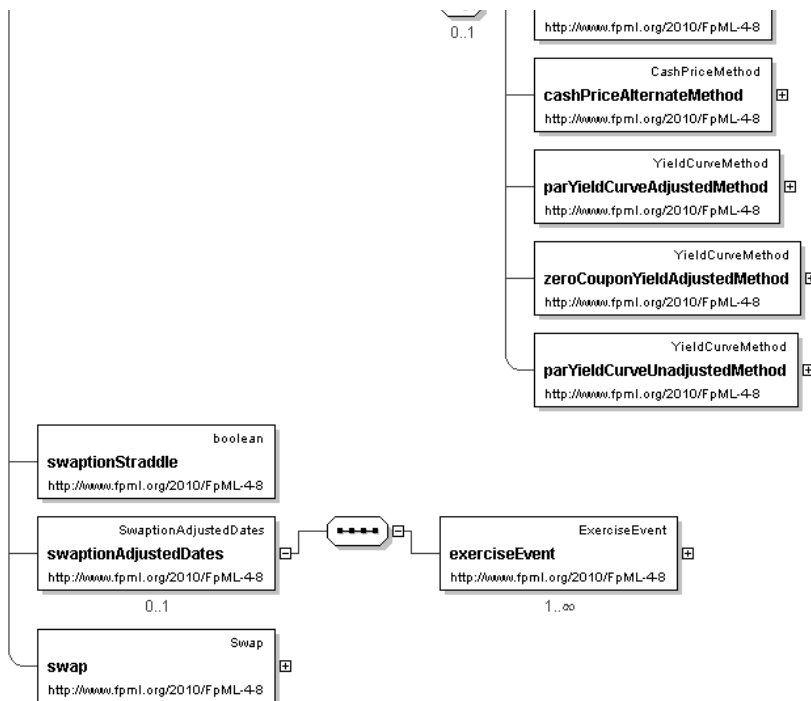 http://www.fpml.org/2010/FpML-4-8
0..1
CashPriceMethod
cashPriceAlternateMethod
http://www.fpml.org/2010/FpML-4-8
YieldCurveMethod
parYieldCurveAdjustedMethod
http://www.fpml.org/2010/FpML-4-8
YieldCurveMethod
zeroCouponYieldAdjustedMethod
http://www.fpml.org/2010/FpML-4-8
YieldCurveMethod
parYieldCurveUnadjustedMethod
http://www.fpml.org/2010/FpML-4-8
boolean
swaptionStraddle
http://www.fpml.org/2010/FpML-4-8
SwaptionAdjustedDates
swaptionAdjustedDates
http://www.fpml.org/2010/FpML-4-8
0..1
ExerciseEvent
exerciseEvent
http://www.fpml.org/2010/FpML-4-8
1..∞
Swap
swap
http://www.fpml.org/2010/FpML-4-8